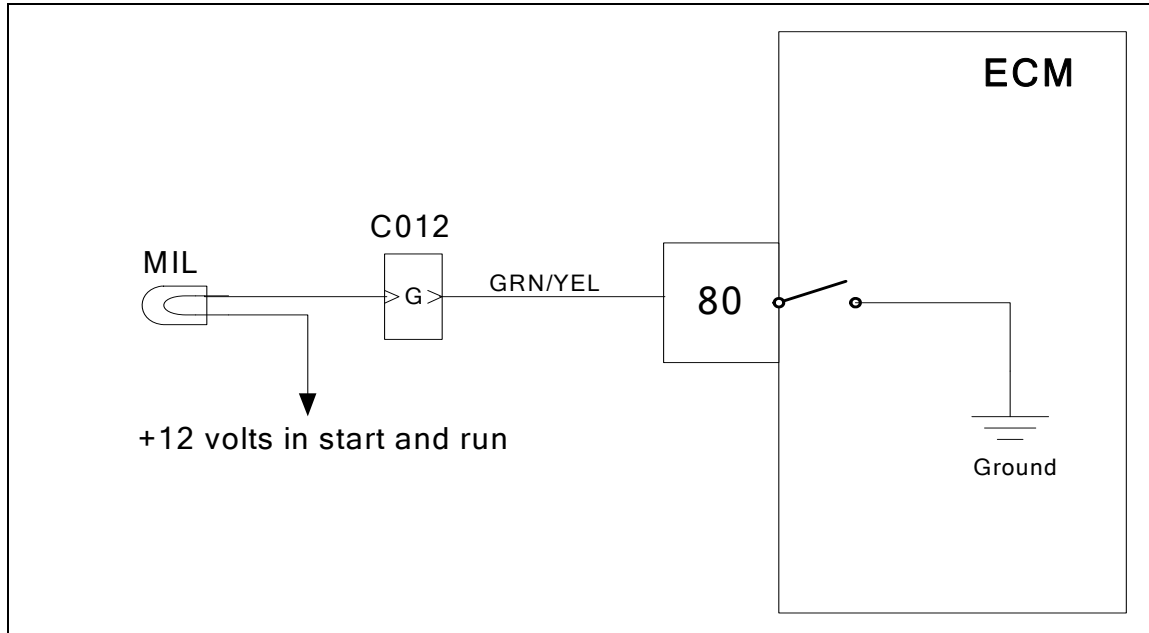 ECM
C012
MIL
> G >
GRN/YEL
80
+12 volts in start and run
Ground